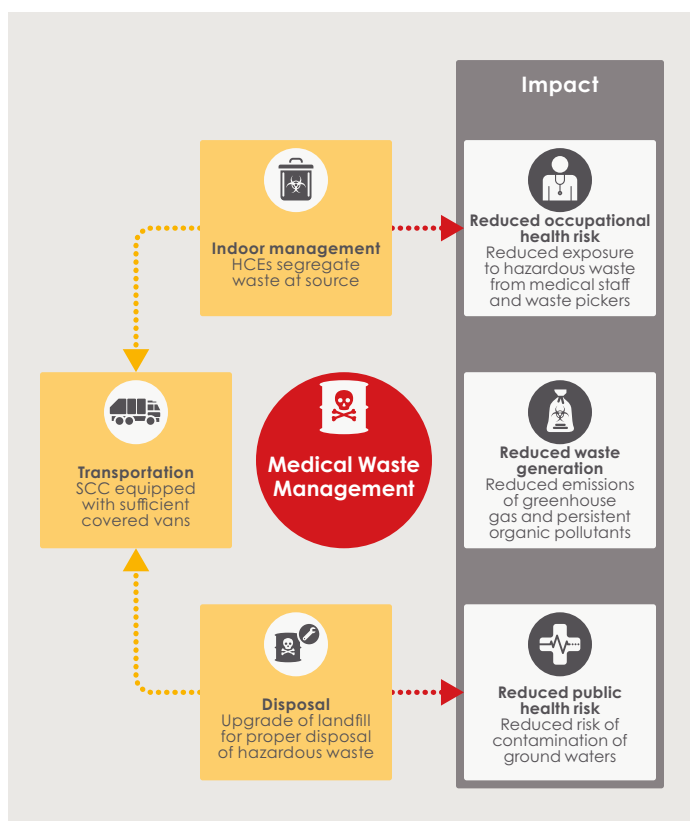 Impact
Indoor management
HCEs segregate
waste at source
Reduced occupational
health risk
Reduced exposure
to hazardous waste
from medical staff
and waste pickers
Transportation
SCC equipped
with sufficient
covered vans
Medical Waste
Management
Reduced waste
generation
Reduced emissions
of greenhouse
gas and persistent
organic pollutants
Disposal
Upgrade of landfill
for proper disposal
of hazardous waste
Reduced public
health risk
Reduced risk of
contamination of
ground waters